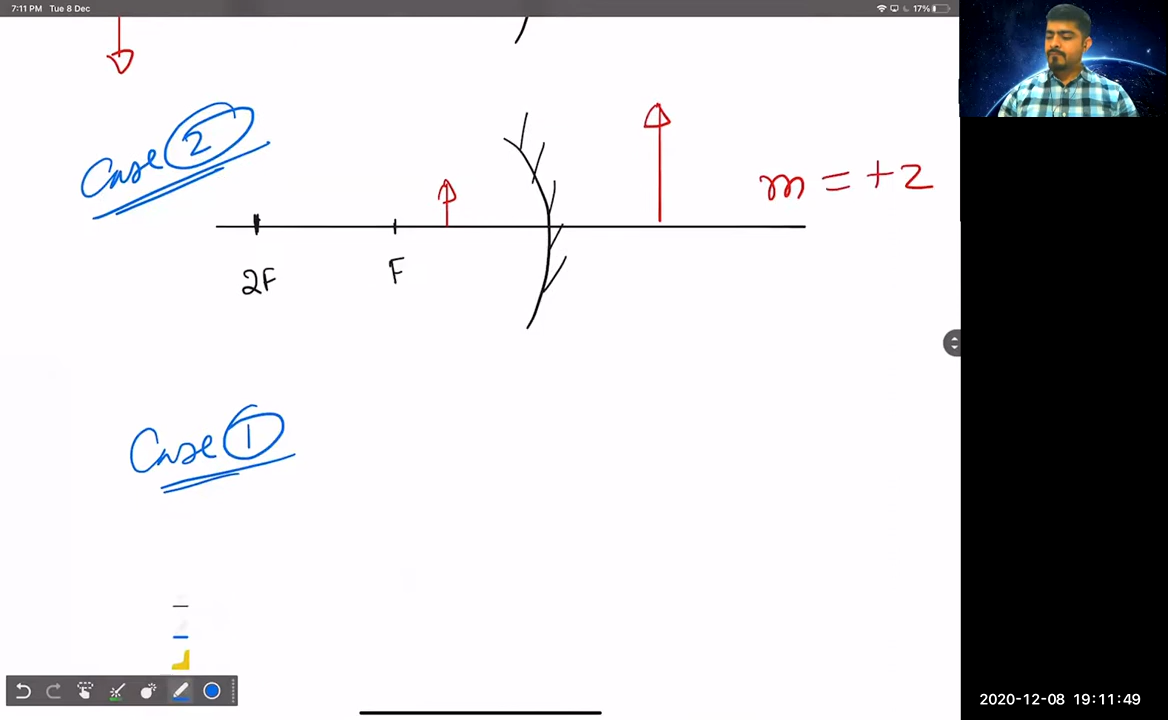 7:11 PM Tue 8 Dec
17%
Case 2
m = +2
2F
F
Case 1
2020-12-08 19:11:49